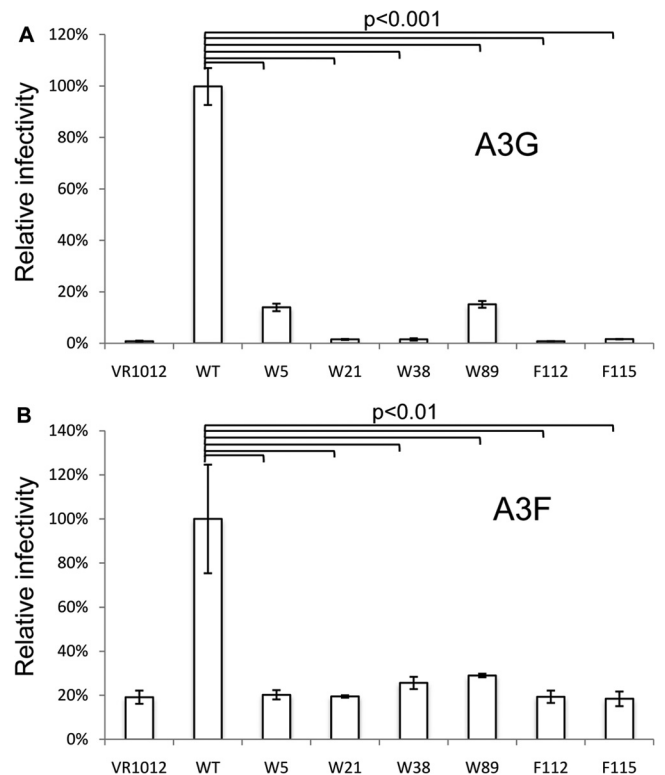 A
p<0.001
120%
100%
80%
60%
40%
20%
0%
Relative infectivity
A3G
VR1012 WT W5 W21 W38 W89 F112 F115
B
p<0.01
140%
120%
100%
80%
60%
40%
20%
0%
Relative infectivity
A3F
VR1012 WT W5 W21 W38 W89 F112 F115